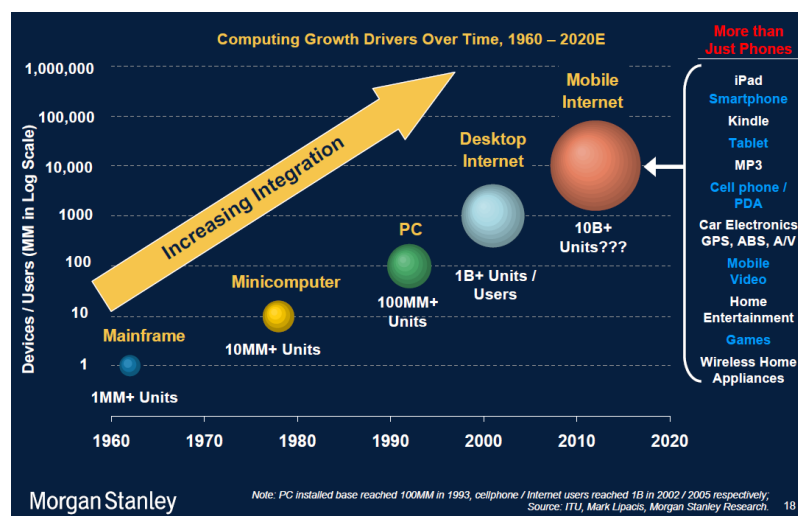 Computing Growth Drivers Over Time, 1960 – 2020E
More than
Just Phones
Devices / Users (MM in Log Scale)
1,000,000
100,000
10,000
1000
100
10
1
Increasing Integration
Mainframe
1MM+ Units
Minicomputer
10MM+ Units
PC
100MM+
Units
Desktop
Internet
1B+ Units /
Users
Mobile
Internet
10B+
Units???
iPad
Smartphone
Kindle
Tablet
MP3
Cell phone /
PDA
Car Electronics
GPS, ABS, A/V
Mobile
Video
Home
Entertainment
Games
Wireless Home
Appliances
1960
1970
1980
1990
2000
2010
2020
Morgan Stanley
Note: PC installed base reached 100MM in 1993, cellphone / Internet users reached 1B in 2002 / 2005 respectively;
Source: ITU, Mark Lipacis, Morgan Stanley Research.
18